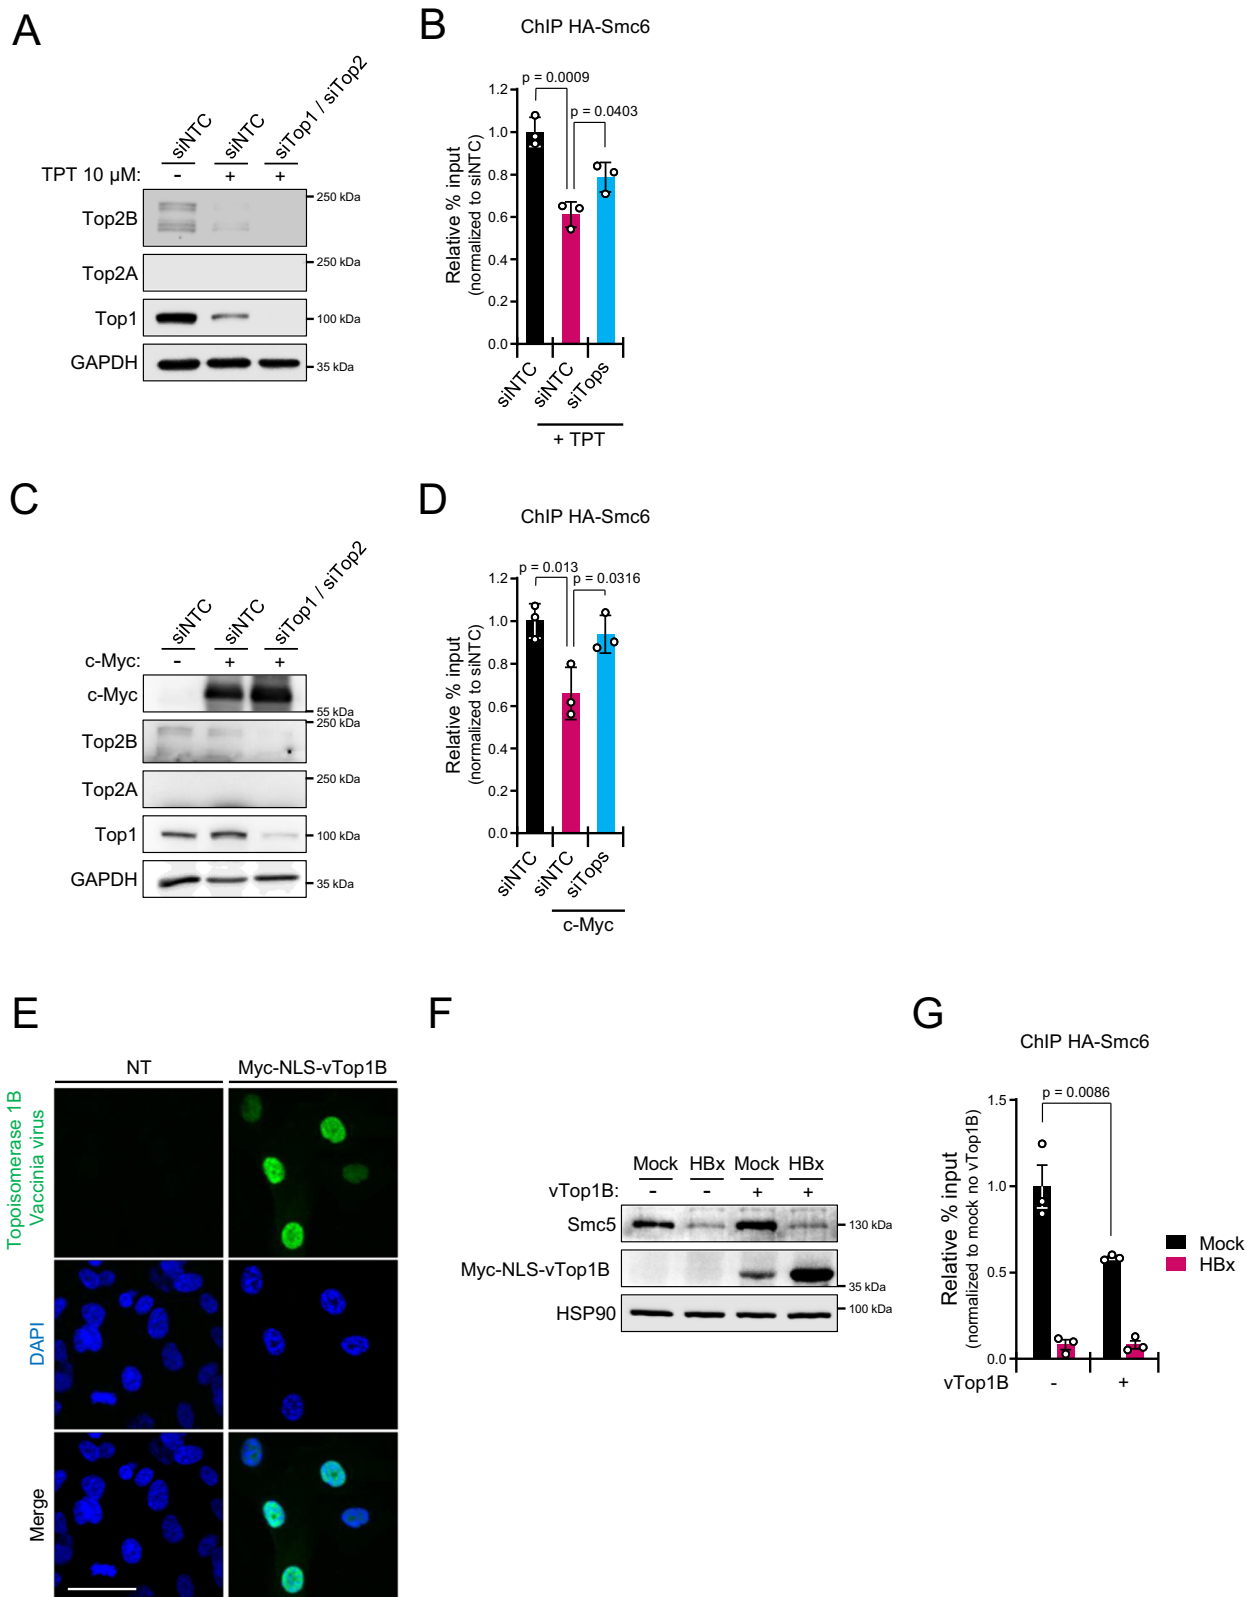 A
siNTC
siNTC
siTop1 / siTop2
TPT 10 µM: - + +
Top2B
250 kDa
Top2A
250 kDa
Top1
100 kDa
GAPDH
35 kDa
B
ChIP HA-Smc6
p = 0.0009
p = 0.0403
Relative % input
(normalized to siNTC)
1.2
1.0
0.8
0.6
0.4
0.2
0.0
siNTC
siNTC
siTops
+ TPT
C
siNTC
siNTC
siTop1 / siTop2
c-Myc: - + +
c-Myc
55 kDa
Top2B
250 kDa
Top2A
250 kDa
Top1
100 kDa
GAPDH
35 kDa
D
ChIP HA-Smc6
p = 0.013
p = 0.0316
Relative % input
(normalized to siNTC)
1.2
1.0
0.8
0.6
0.4
0.2
0.0
siNTC
siNTC
siTops
c-Myc
E
NT
Myc-NLS-vTop1B
Topoisomerase 1B
Vaccinia virus
DAPI
Merge
F
Mock HBx Mock HBx
vTop1B: - - + +
Smc5
130 kDa
Myc-NLS-vTop1B
35 kDa
HSP90
100 kDa
G
ChIP HA-Smc6
p = 0.0086
Relative % input
(normalized to mock no vTop1B)
1.5
1.0
0.5
0.0
vTop1B - +
Mock
HBx